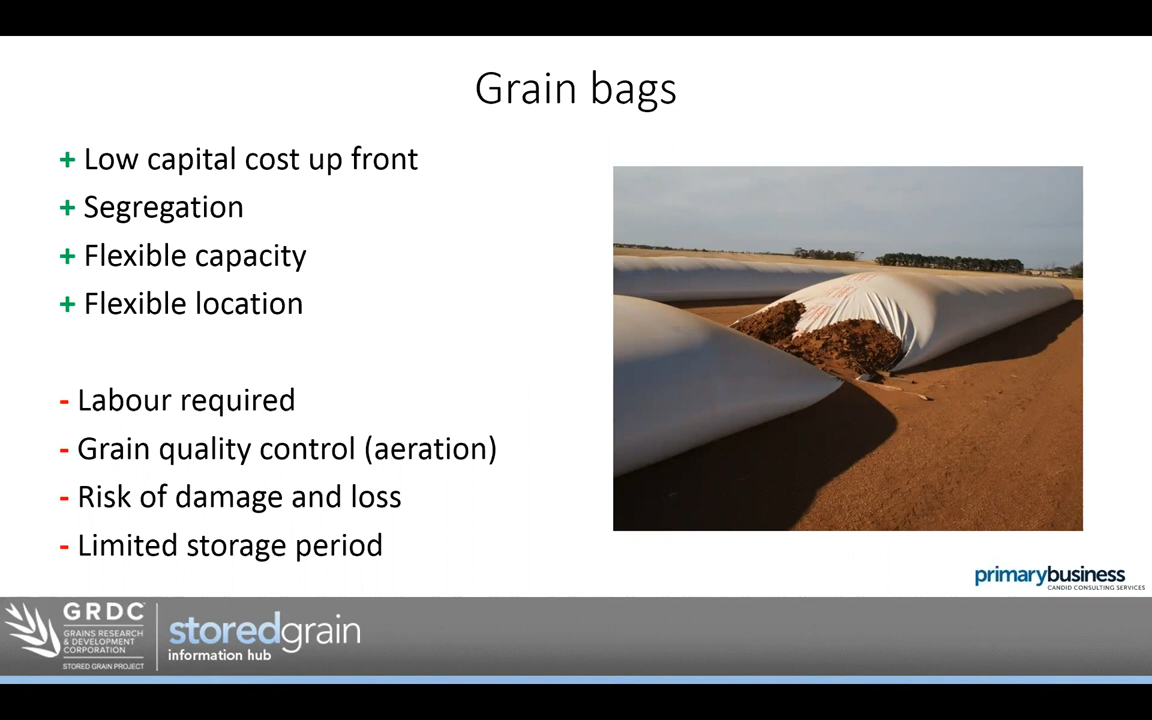 Grain bags
+ Low capital cost up front
+ Segregation
+ Flexible capacity
+ Flexible location
- Labour required
- Grain quality control (aeration)
- Risk of damage and loss
- Limited storage period
primarybusiness
CANDID CONSULTING SERVICES
GRDC
GRAINS RESEARCH
& DEVELOPMENT
CORPORATION
STORED GRAIN PROJECT
storedgrain
information hub